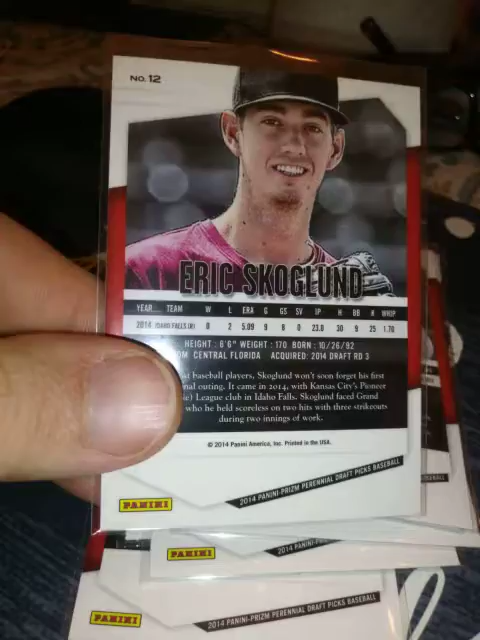 NO. 12
ERIC SKOGLUND
YEAR TEAM W L ERA G GS SV IP H BB K WHIP
2014 IDAHO FALLS (R) 0 2 5.09 9 8 0 23.0 30 9 25 1.70
HEIGHT : 6'6" WEIGHT : 170 BORN : 10/26/92
CENTRAL FLORIDA ACQUIRED: 2014 DRAFT RD 3
baseball players, Skoglund won't soon forget his first
outing. It came in 2014, with Kansas City's Pioneer
League club in Idaho Falls. Skoglund faced Grand
who he held scoreless on two hits with three strikeouts
during two innings of work.
© 2014 Panini America, Inc. Printed in the USA.
PANINI
2014 PANINI-PRIZM PERENNIAL DRAFT PICKS BASEBALL
PANINI
2014 PANINI-
PANINI
2014 PANINI-PRIZM PERENNIAL DRAFT PICKS BASEBALL